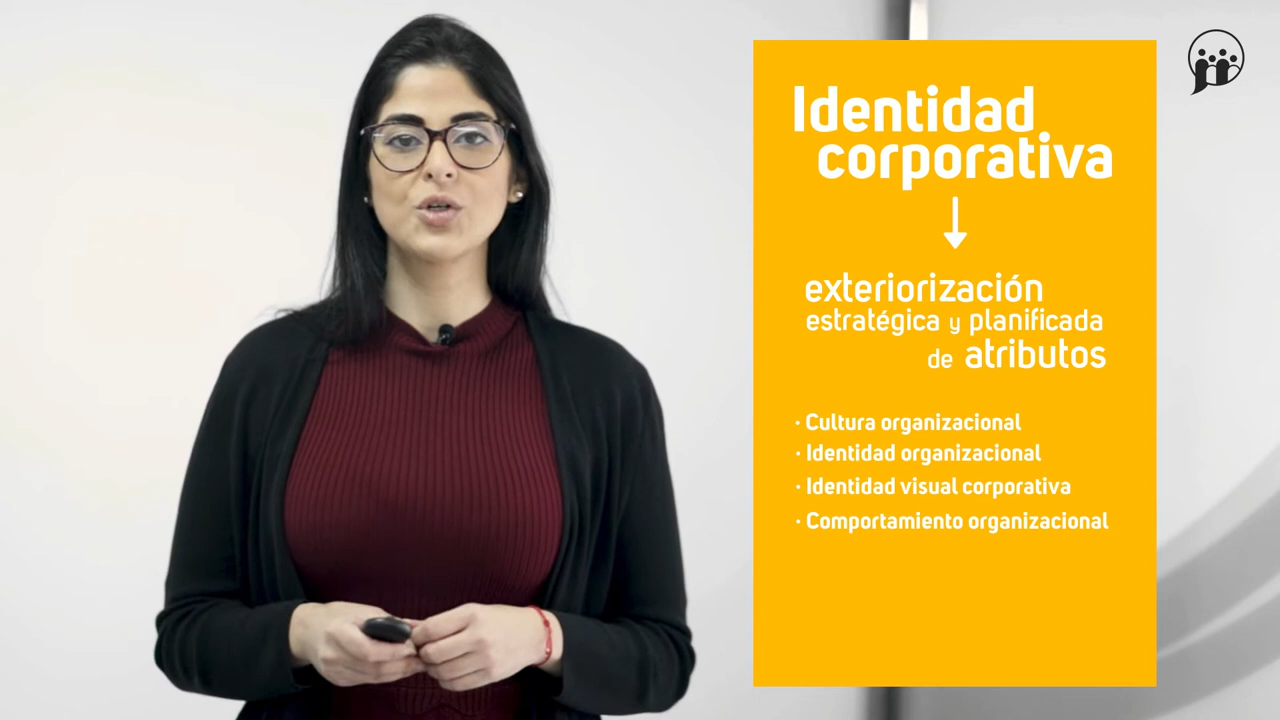 Identidad
corporativa
exteriorización
estratégica y planificada
de atributos
· Cultura organizacional
· Identidad organizacional
· Identidad visual corporativa
· Comportamiento organizacional